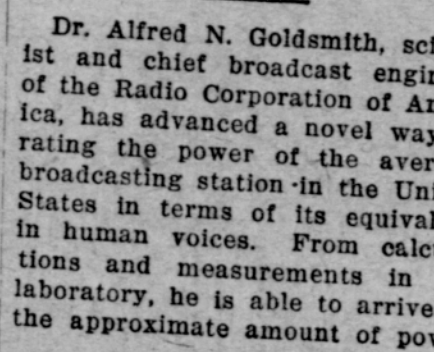 Dr. Alfred N. Goldsmith, sci
ist and chief broadcast engin
of the Radio Corporation of Am
ica, has advanced a novel way
rating the power of the aver
broadcasting station in the Uni
States in terms of its equival
in human voices. From calcu
tions and measurements in
laboratory, he is able to arrive
the approximate amount of pow